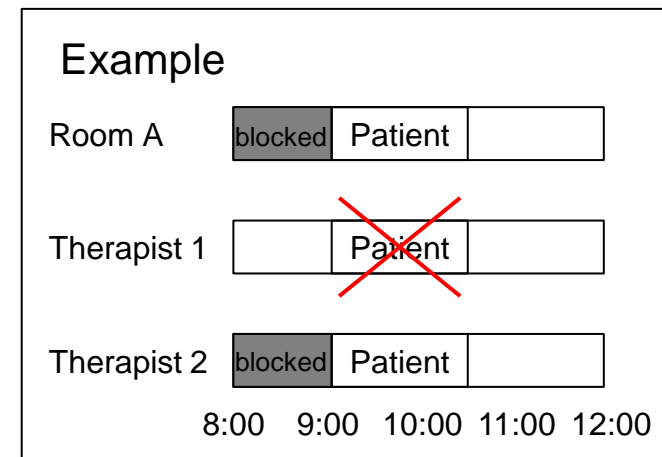 Example
Room A blocked Patient
Therapist 1 Patient
Therapist 2 blocked Patient
8:00 9:00 10:00 11:00 12:00